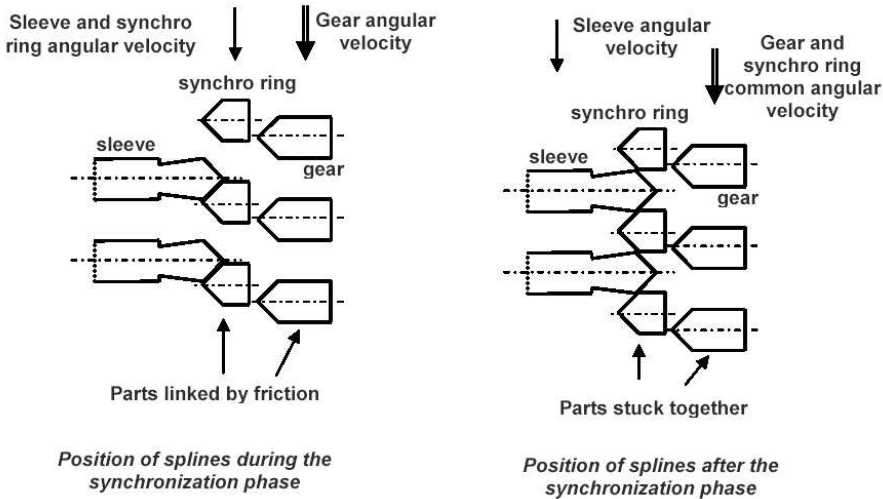 Sleeve and synchro
ring angular velocity
Gear angular
velocity
synchro ring
sleeve
gear
Parts linked by friction
Position of splines during the
synchronization phase
Sleeve angular
velocity
Gear and
synchro ring
common angular
velocity
synchro ring
sleeve
gear
Parts stuck together
Position of splines after the
synchronization phase